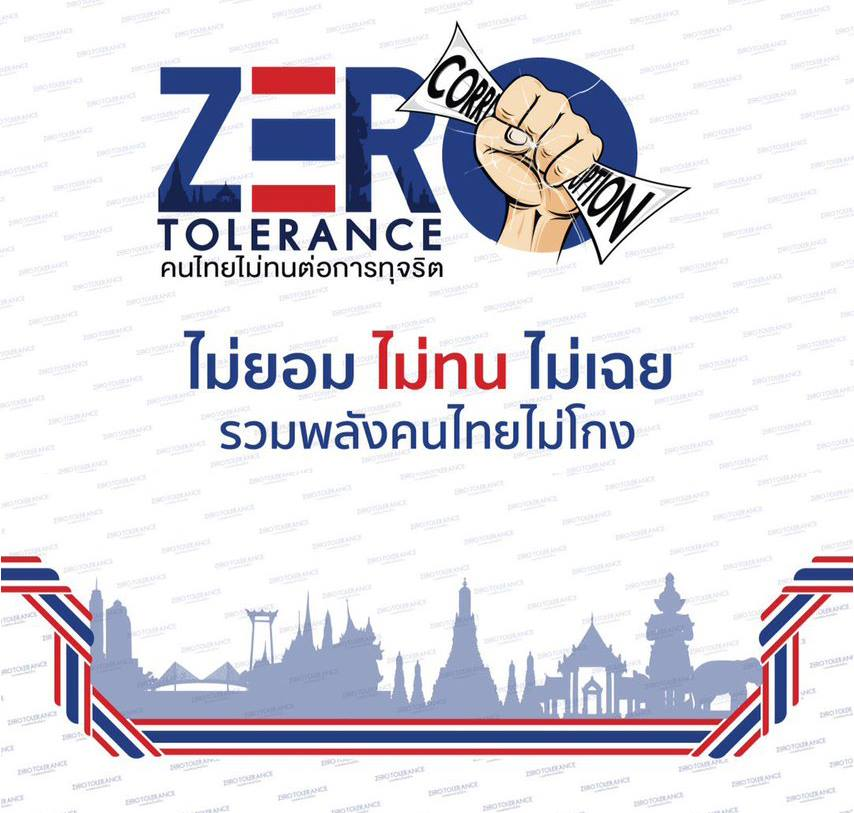 ZERO
CORRUPTION
TOLERANCE
คนไทยไม่ทนต่อการทุจริต
ไม่ยอม ไม่ทน ไม่เฉย
รวมพลังคนไทยไม่โกง